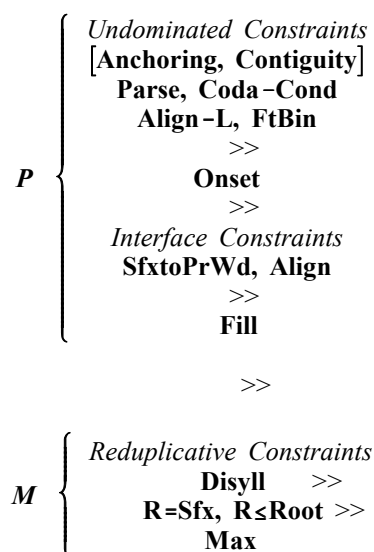 Undominated Constraints
[Anchoring, Contiguity]
Parse, Coda-Cond
Align-L, FtBin
>>
P
Onset
>>
Interface Constraints
SfxtoPrWd, Align
>>
Fill
>>
Reduplicative Constraints
Disyll >>
M
R=Sfx, R≤Root >>
Max